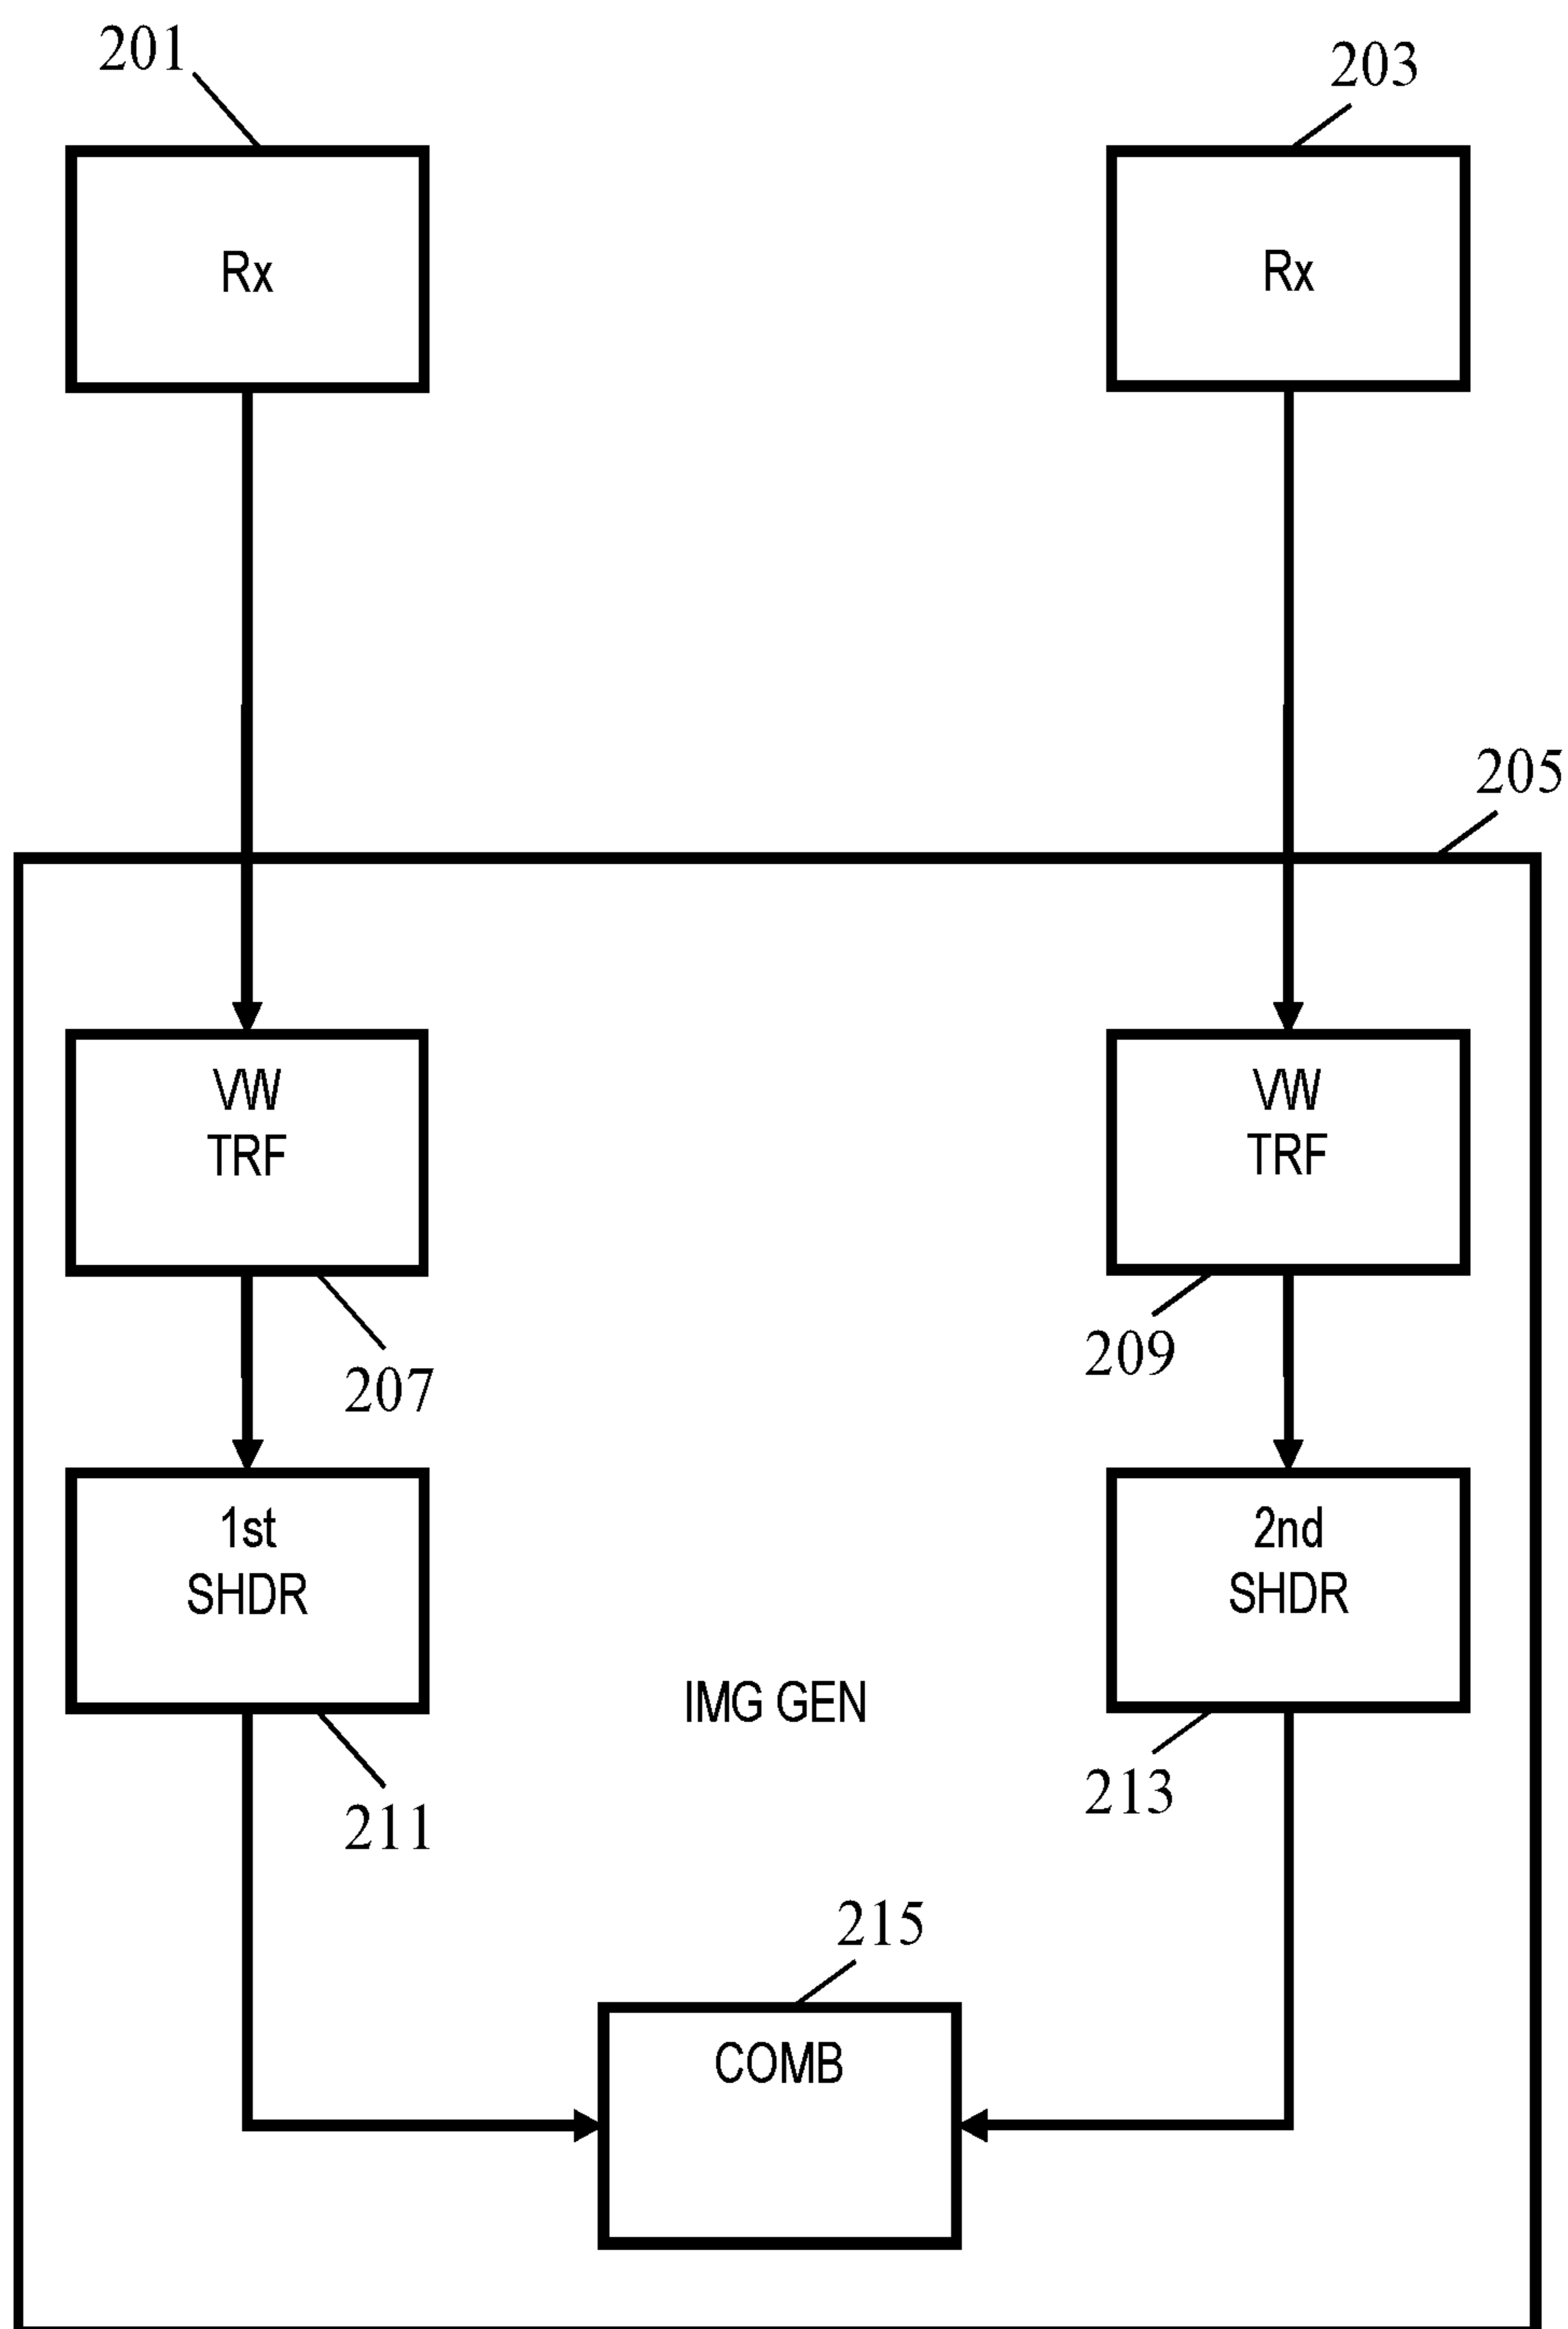 201
203
Rx
Rx
205
VW
TRF
VW
TRF
207
209
1st
SHDR
2nd
SHDR
IMG GEN
211
213
215
COMB